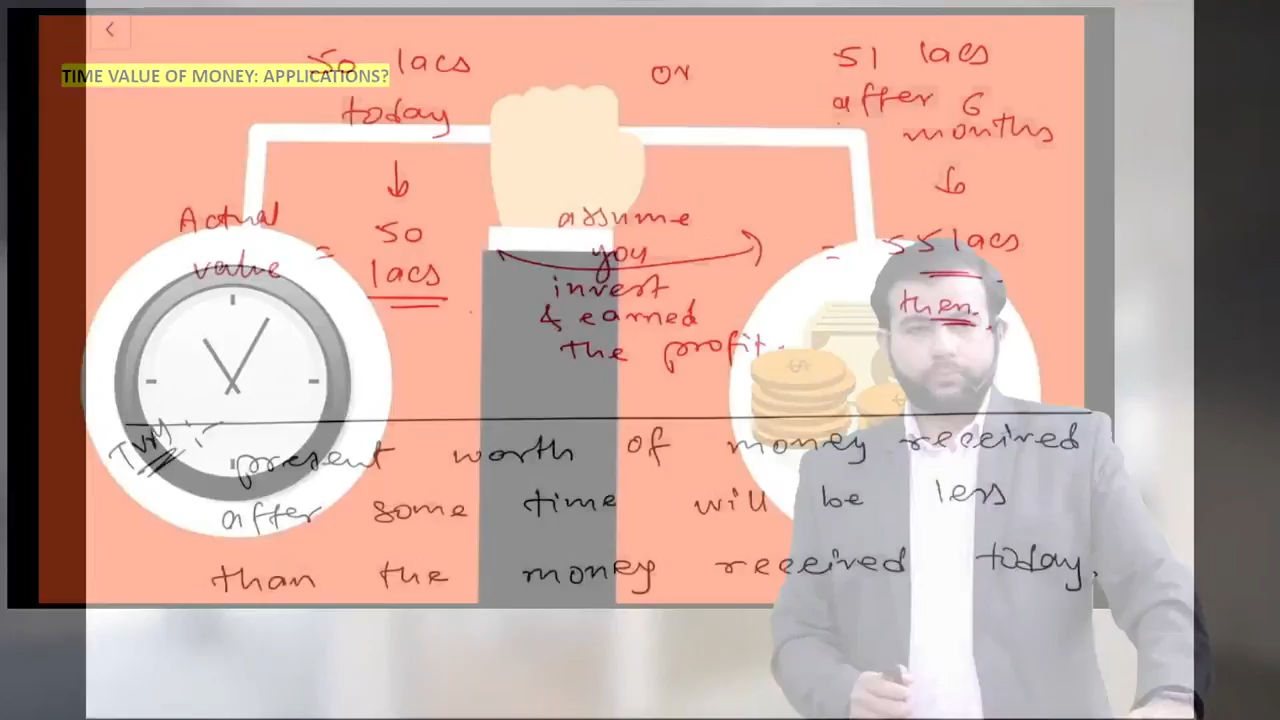 TIME VALUE OF MONEY: APPLICATIONS?
50 lacs
today
or
51 lacs
after 6
months
Actual
value
=
50
lacs
assume
you
invest
& earned
the profit.
= 55 lacs
then.
TVM :-
present worth of money received
after some time will be less
than the money received today.